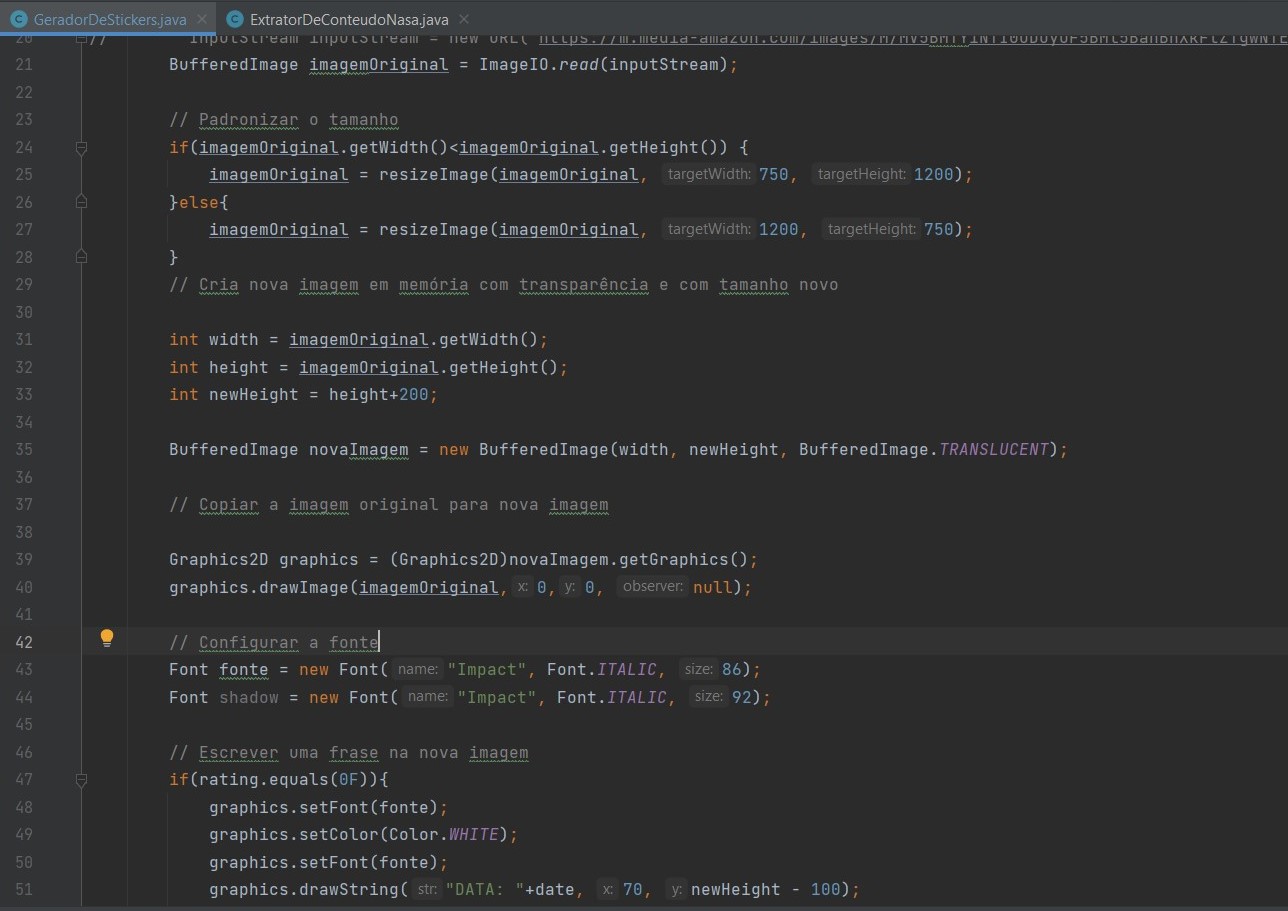 GeradorDeStickers.java × ExtratorDeConteudoNasa.java ×
20 // InputStream inputStream = new URL(
21 BufferedImage imagemOriginal = ImageIO.read(inputStream);
22
23 // Padronizar o tamanho
24 if(imagemOriginal.getWidth()<imagemOriginal.getHeight()) {
25 imagemOriginal = resizeImage(imagemOriginal, targetWidth: 750, targetHeight: 1200);
26 }else{
27 imagemOriginal = resizeImage(imagemOriginal, targetWidth: 1200, targetHeight: 750);
28 }
29 // Cria nova imagem em memória com transparência e com tamanho novo
30
31 int width = imagemOriginal.getWidth();
32 int height = imagemOriginal.getHeight();
33 int newHeight = height+200;
34
35 BufferedImage novaImagem = new BufferedImage(width, newHeight, BufferedImage.TRANSLUCENT);
36
37 // Copiar a imagem original para nova imagem
38
39 Graphics2D graphics = (Graphics2D)novaImagem.getGraphics();
40 graphics.drawImage(imagemOriginal, x: 0, y: 0, observer: null);
41
42 // Configurar a fonte
43 Font fonte = new Font( name: "Impact", Font.ITALIC, size: 86);
44 Font shadow = new Font( name: "Impact", Font.ITALIC, size: 92);
45
46 // Escrever uma frase na nova imagem
47 if(rating.equals(0F)){
48 graphics.setFont(fonte);
49 graphics.setColor(Color.WHITE);
50 graphics.setFont(fonte);
51 graphics.drawString( str: "DATA: "+date, x: 70, y: newHeight - 100);